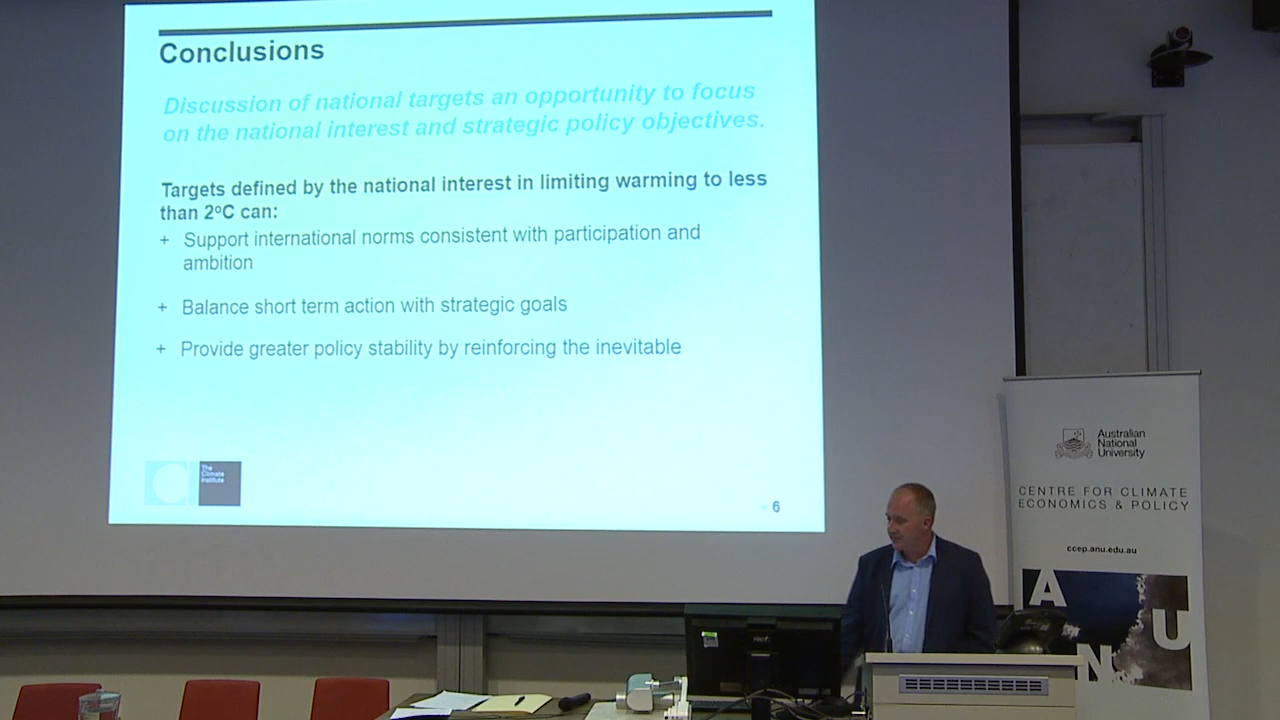 Conclusions
Discussion of national targets an opportunity to focus
on the national interest and strategic policy objectives.
Targets defined by the national interest in limiting warming to less
than 2ºC can:
+ Support international norms consistent with participation and
ambition
+ Balance short term action with strategic goals
+ Provide greater policy stability by reinforcing the inevitable
The
Climate
Institute
6
Australian
National
University
CENTRE FOR CLIMATE
ECONOMICS & POLICY
ccep.anu.edu.au
A
N
U